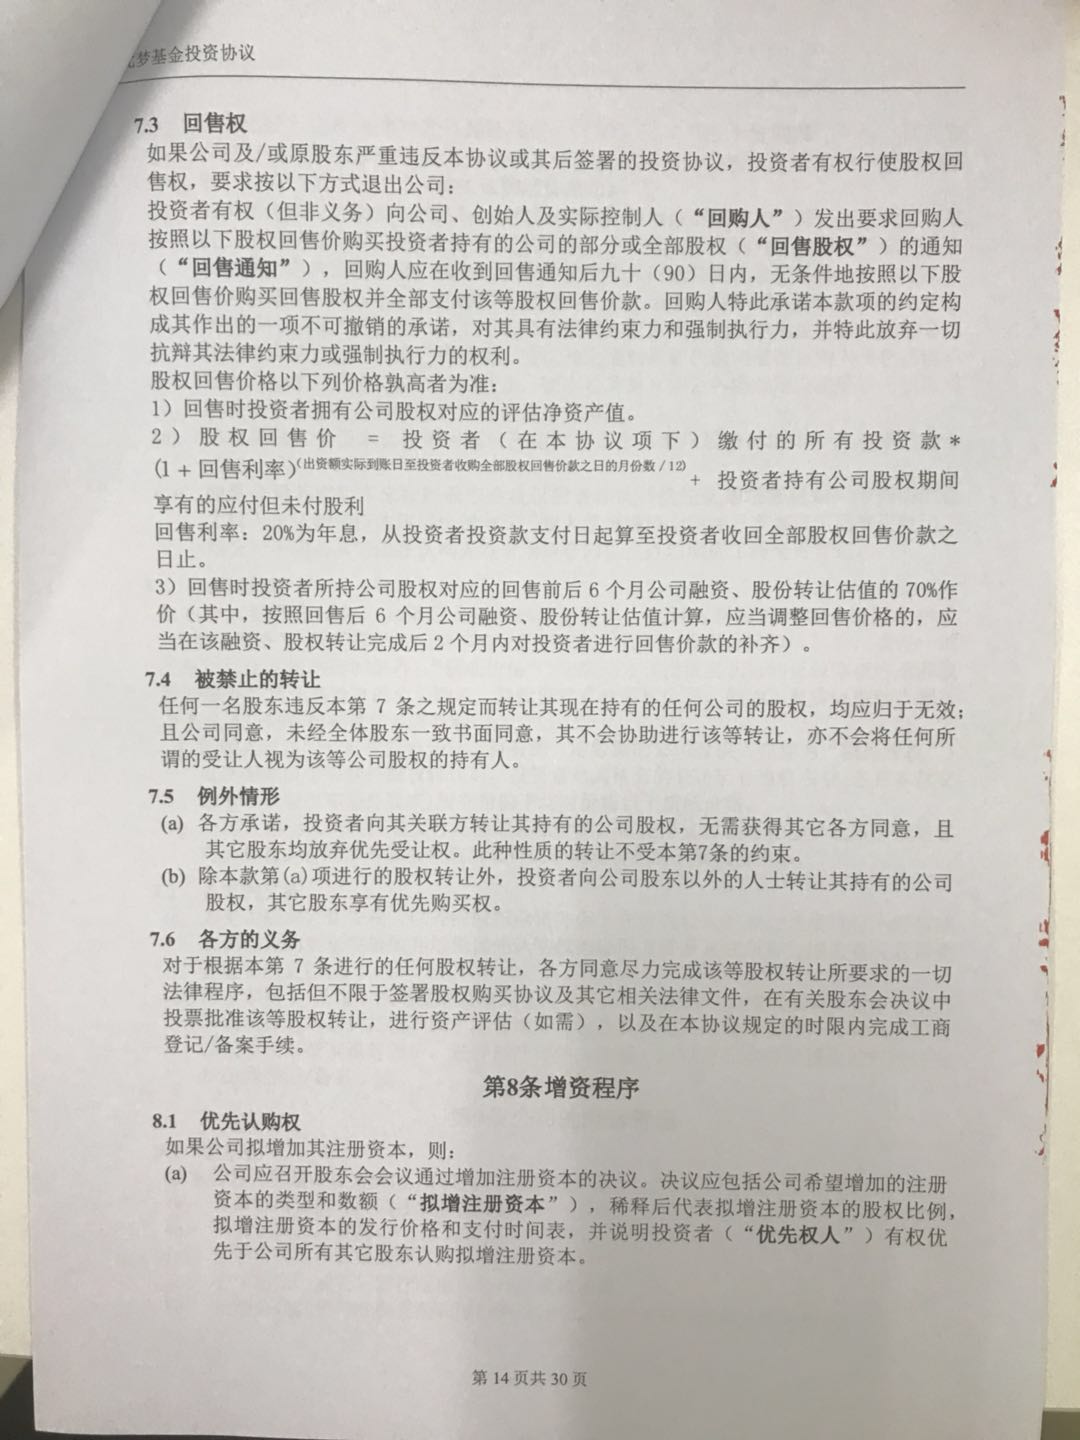 梦基金投资协议
7.3 回售权
如果公司及/或原股东严重违反本协议或其后签署的投资协议，投资者有权行使股权回
售权，要求按以下方式退出公司：
投资者有权（但非义务）向公司、创始人及实际控制人（“回购人”）发出要求回购人
按照以下股权回售价购买投资者持有的公司的部分或全部股权（“回售股权”）的通知
（“回售通知”），回购人应在收到回售通知后九十（90）日内，无条件地按照以下股
权回售价购买回售股权并全部支付该等股权回售价款。回购人特此承诺本款项的约定构
成其作出的一项不可撤销的承诺，对其具有法律约束力和强制执行力，并特此放弃一切
抗辩其法律约束力或强制执行力的权利。
股权回售价格以下列价格孰高者为准：
1）回售时投资者拥有公司股权对应的评估净资产值。
2）股权回售价 = 投资者（在本协议项下）缴付的所有投资款*
(1+回售利率)(出资额实际到账日至投资者收购全部股权回售价款之日的月份数/12) + 投资者持有公司股权期间
享有的应付但未付股利
回售利率：20%为年息，从投资者投资款支付日起算至投资者收回全部股权回售价款之
日止。
3）回售时投资者所持公司股权对应的回售前后 6 个月公司融资、股份转让估值的 70%作
价（其中，按照回售后 6 个月公司融资、股份转让估值计算，应当调整回售价格的，应
当在该融资、股权转让完成后 2 个月内对投资者进行回售价款的补齐）。
7.4 被禁止的转让
任何一名股东违反本第 7 条之规定而转让其现在持有的任何公司的股权，均应归于无效；
且公司同意，未经全体股东一致书面同意，其不会协助进行该等转让，亦不会将任何所
谓的受让人视为该等公司股权的持有人。
7.5 例外情形
(a) 各方承诺，投资者向其关联方转让其持有的公司股权，无需获得其它各方同意，且
其它股东均放弃优先受让权。此种性质的转让不受本第7条的约束。
(b) 除本款第(a)项进行的股权转让外，投资者向公司股东以外的人士转让其持有的公司
股权，其它股东享有优先购买权。
7.6 各方的义务
对于根据本第 7 条进行的任何股权转让，各方同意尽力完成该等股权转让所要求的一切
法律程序，包括但不限于签署股权购买协议及其它相关法律文件，在有关股东会决议中
投票批准该等股权转让，进行资产评估（如需），以及在本协议规定的时限内完成工商
登记/备案手续。
第8条增资程序
8.1 优先认购权
如果公司拟增加其注册资本，则：
(a) 公司应召开股东会会议通过增加注册资本的决议。决议应包括公司希望增加的注册
资本的类型和数额（“拟增注册资本”），稀释后代表拟增注册资本的股权比例，
拟增注册资本的发行价格和支付时间表，并说明投资者（“优先权人”）有权优
先于公司所有其它股东认购拟增注册资本。
第 14 页共 30 页